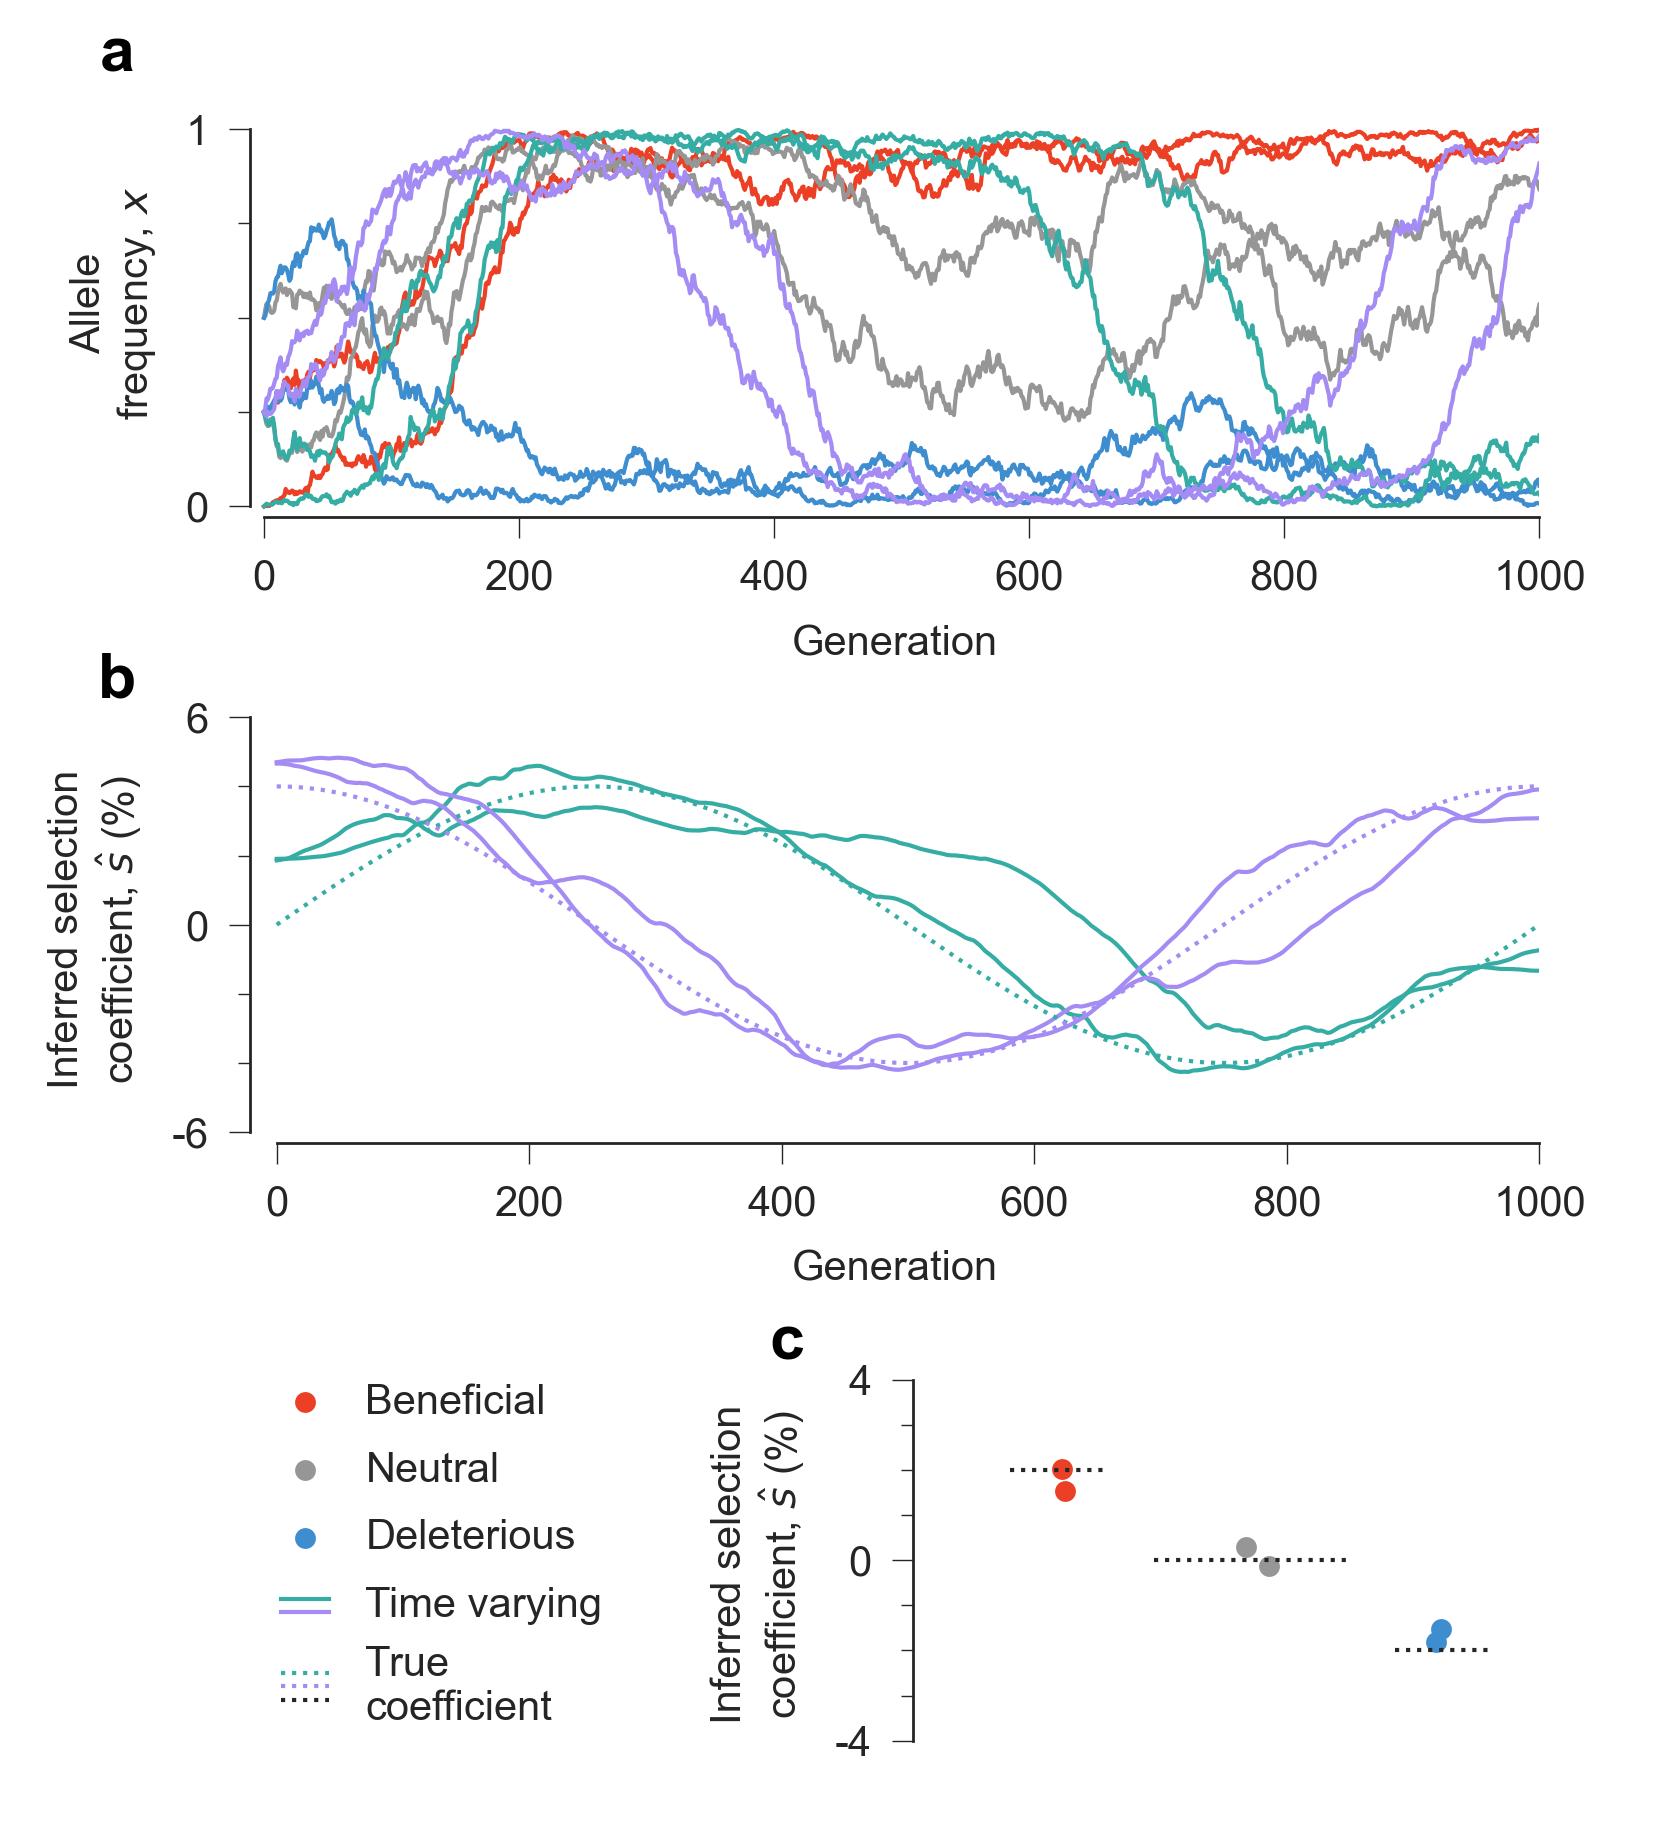 a
1
0
Allele
frequency, x
0 200 400 600 800 1000
Generation
b
6
0
-6
Inferred selection
coefficient, ŝ (%)
0 200 400 600 800 1000
Generation
Beneficial
Neutral
Deleterious
Time varying
True
coefficient
c
4
0
-4
Inferred selection
coefficient, ŝ (%)